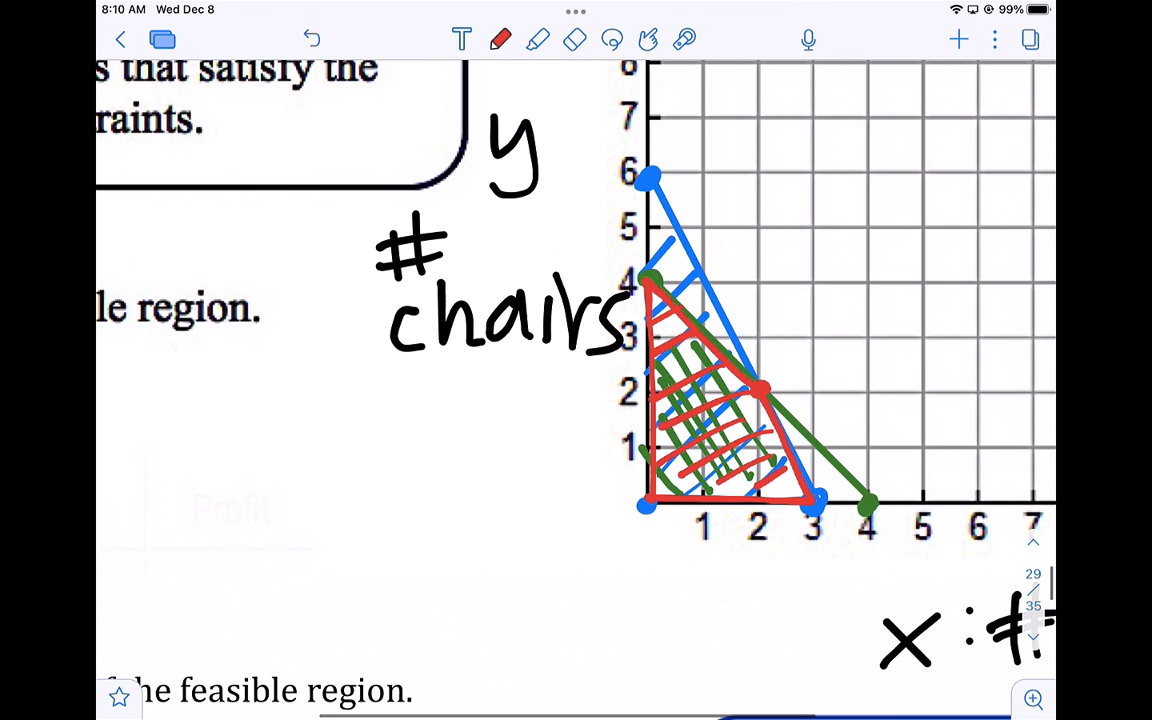 8:10 AM Wed Dec 8
99%
s that satisfy the
raints.
y
#
chairs
le region.
8
7
6
5
4
3
2
1
1 2 3 4 5 6 7
Profit
29
35
x : #
he feasible region.